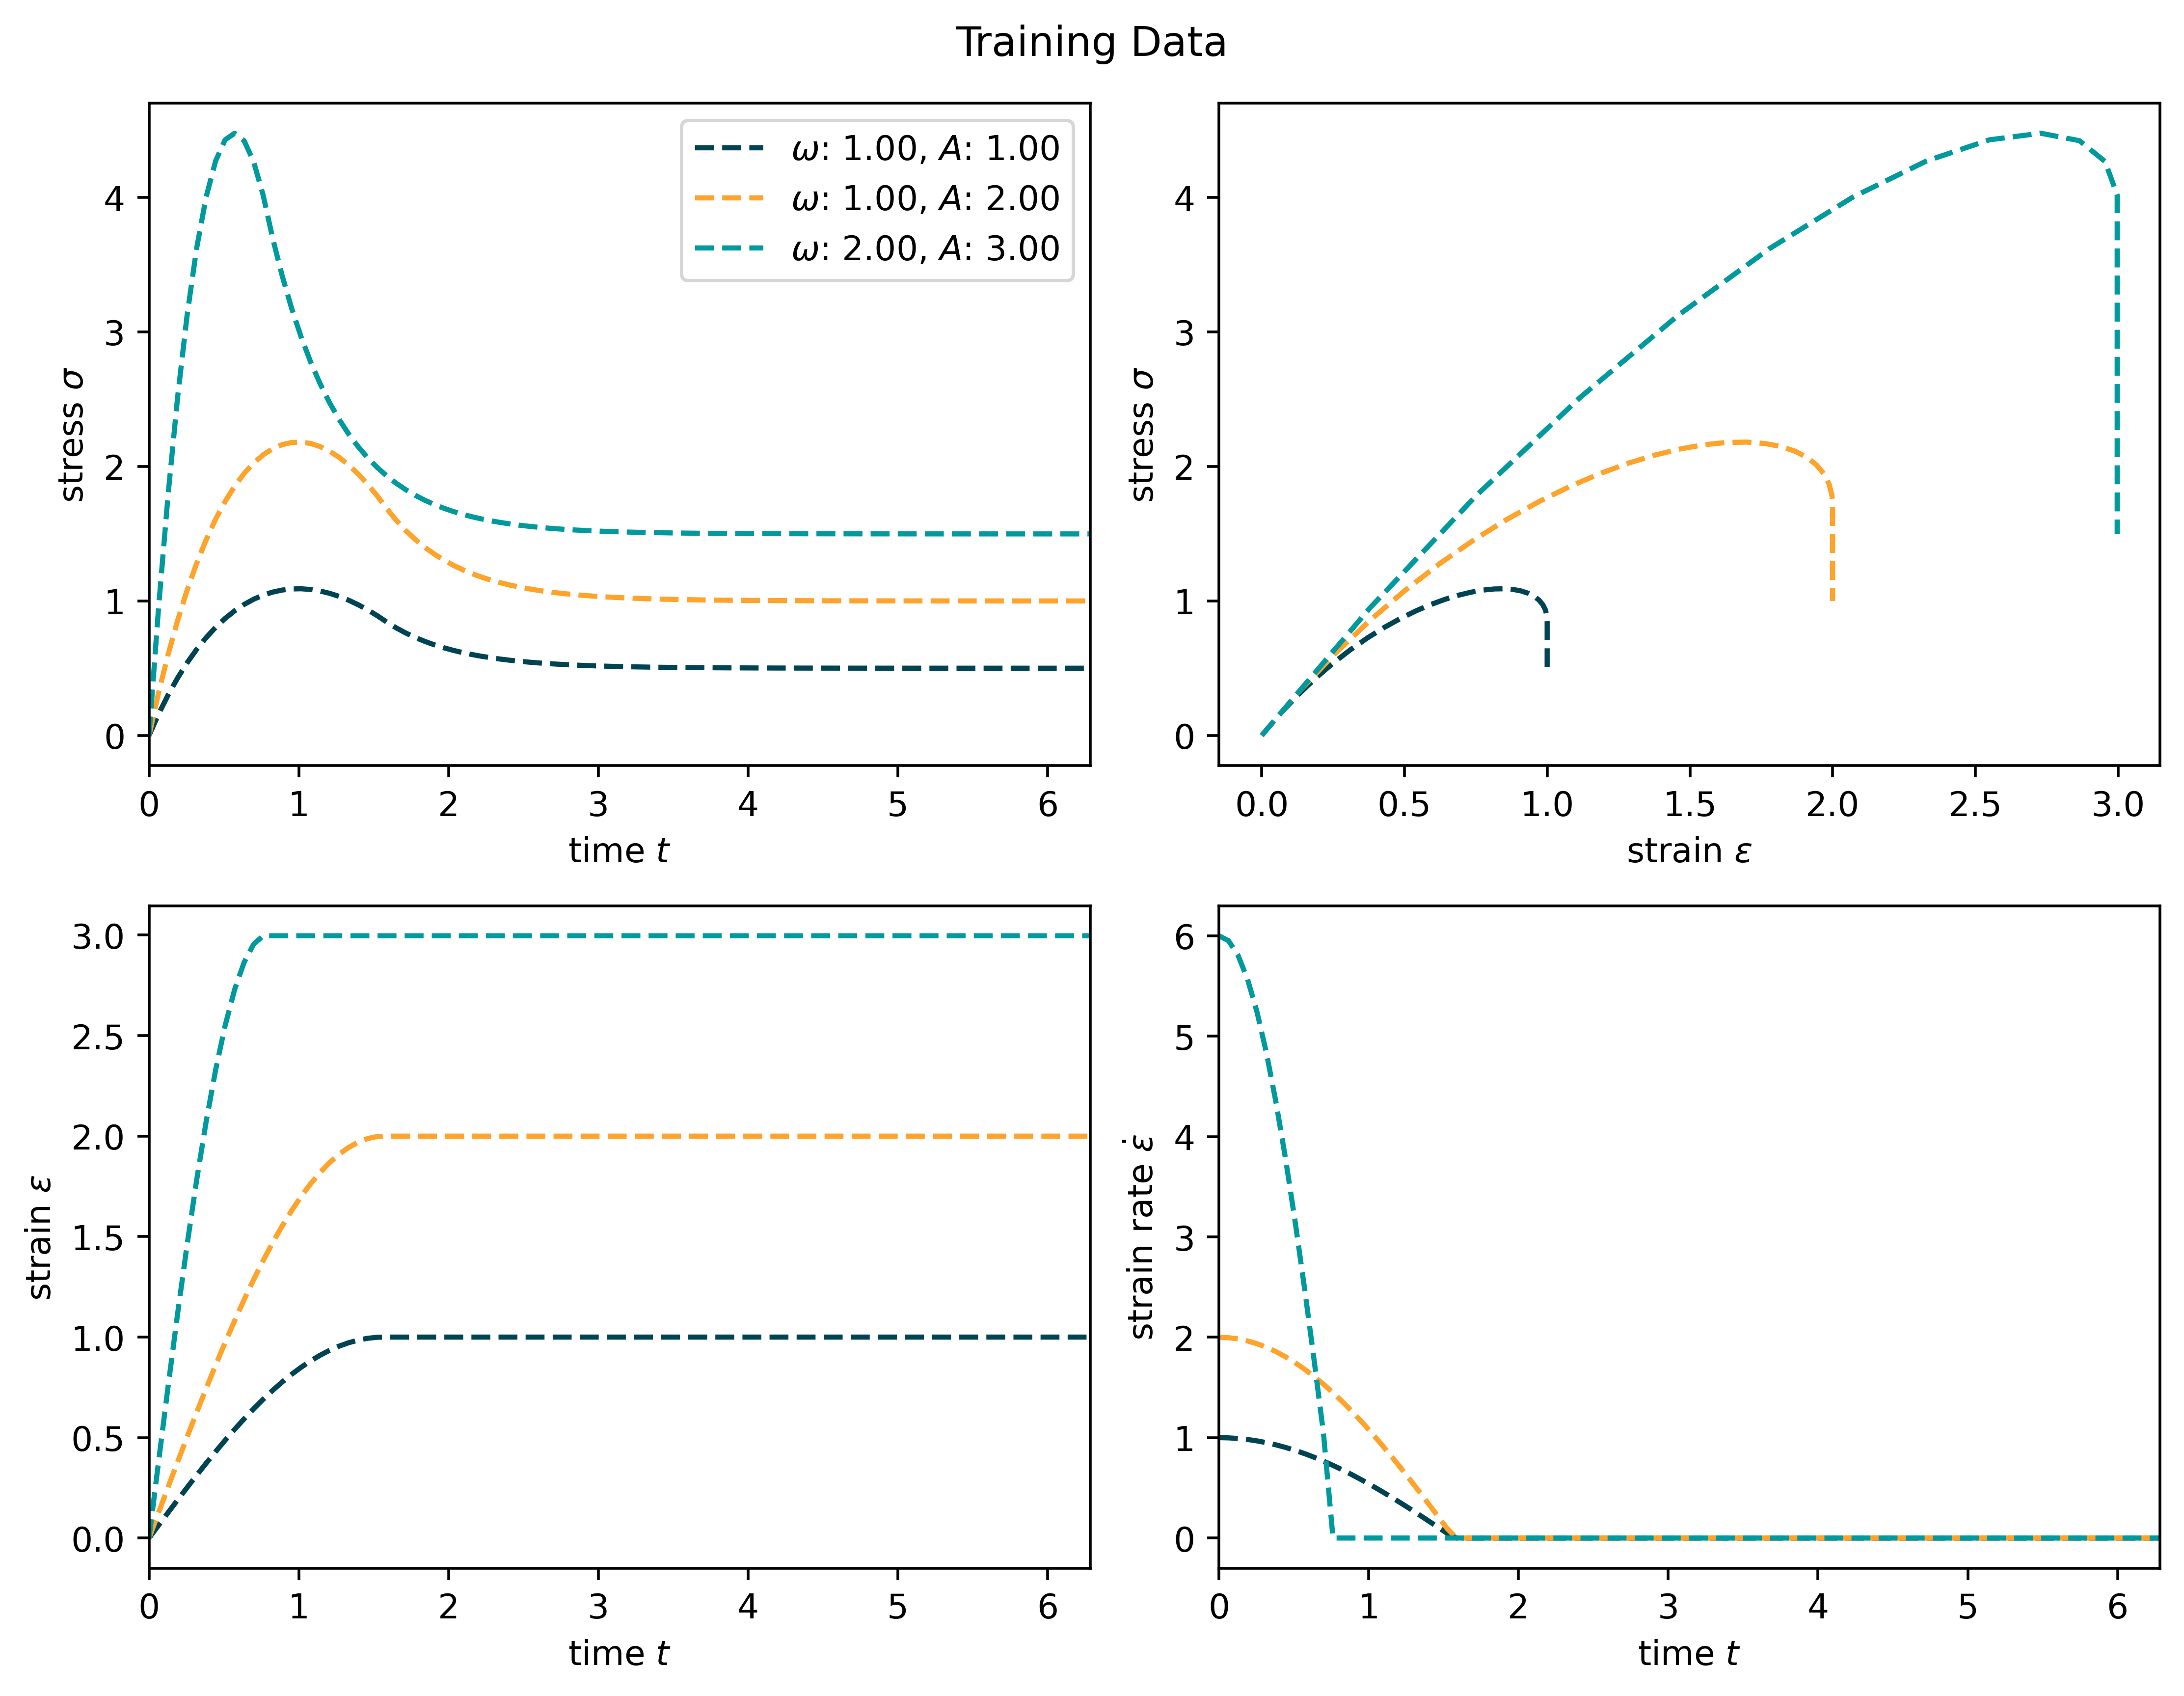 Training Data
stress σ
4
3
2
1
0
ω: 1.00, A: 1.00
ω: 1.00, A: 2.00
ω: 2.00, A: 3.00
0 1 2 3 4 5 6
time t
stress σ
4
3
2
1
0
0.0 0.5 1.0 1.5 2.0 2.5 3.0
strain ε
strain ε
3.0
2.5
2.0
1.5
1.0
0.5
0.0
0 1 2 3 4 5 6
time t
strain rate ε̇
6
5
4
3
2
1
0
0 1 2 3 4 5 6
time t